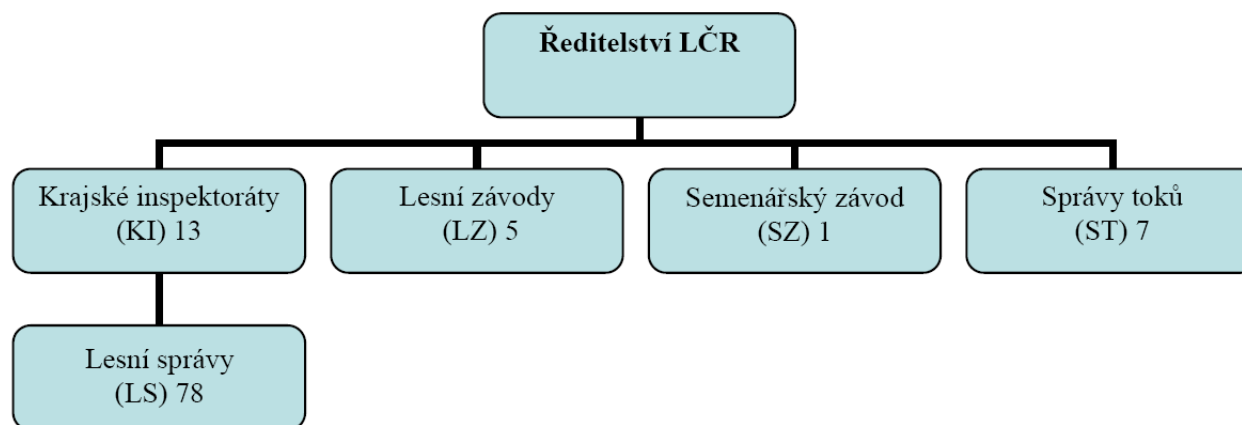 Ředitelství LČR
Krajské inspektoráty
(KI) 13
Lesní závody
(LZ) 5
Semenářský závod
(SZ) 1
Správy toků
(ST) 7
Lesní správy
(LS) 78